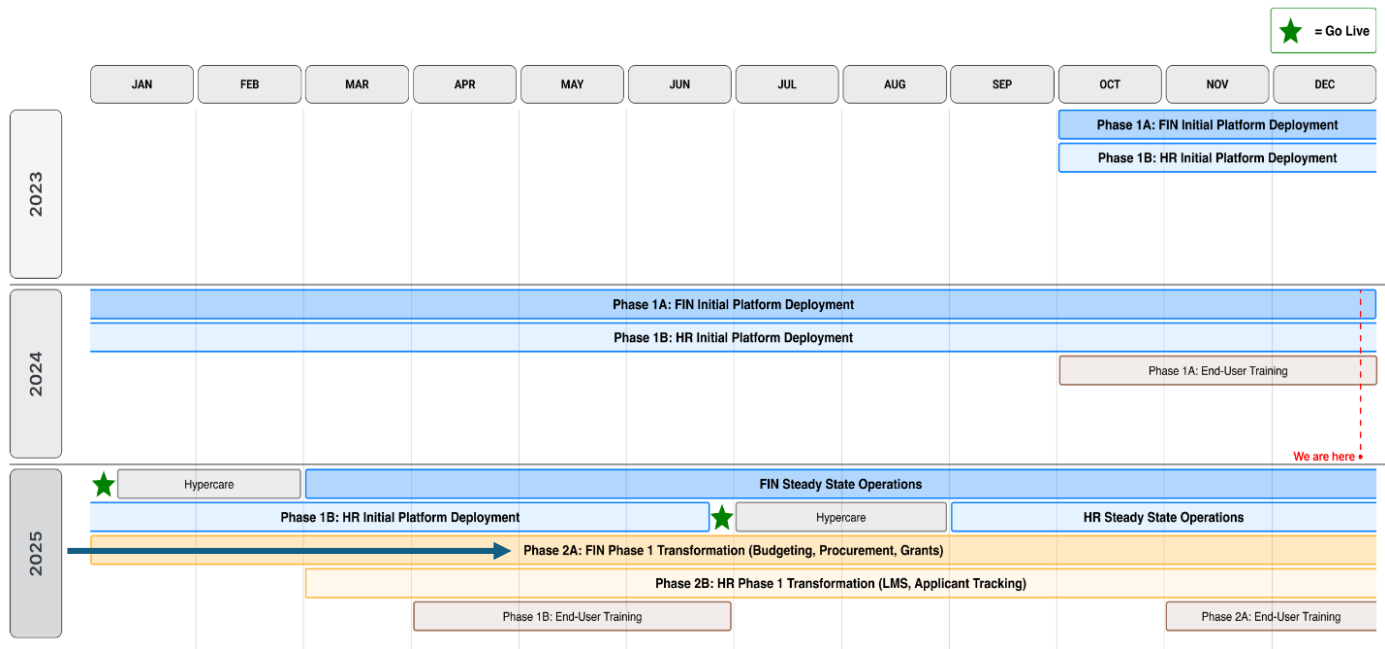 = Go Live
JAN FEB MAR APR MAY JUN JUL AUG SEP OCT NOV DEC
2023
Phase 1A: FIN Initial Platform Deployment
Phase 1B: HR Initial Platform Deployment
2024
Phase 1A: FIN Initial Platform Deployment
Phase 1B: HR Initial Platform Deployment
Phase 1A: End-User Training
We are here
2025
Hypercare FIN Steady State Operations
Phase 1B: HR Initial Platform Deployment Hypercare HR Steady State Operations
Phase 2A: FIN Phase 1 Transformation (Budgeting, Procurement, Grants)
Phase 2B: HR Phase 1 Transformation (LMS, Applicant Tracking)
Phase 1B: End-User Training Phase 2A: End-User Training